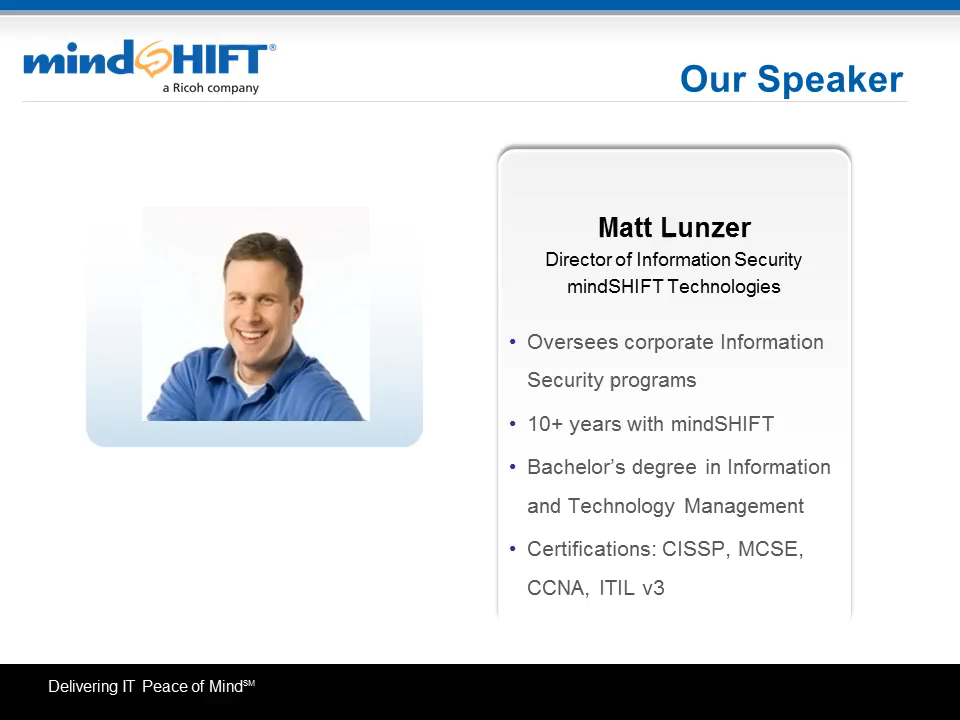 mindSHIFT®
a Ricoh company
Our Speaker
Matt Lunzer
Director of Information Security
mindSHIFT Technologies
• Oversees corporate Information
Security programs
• 10+ years with mindSHIFT
• Bachelor’s degree in Information
and Technology Management
• Certifications: CISSP, MCSE,
CCNA, ITIL v3
Delivering IT Peace of Mind℠